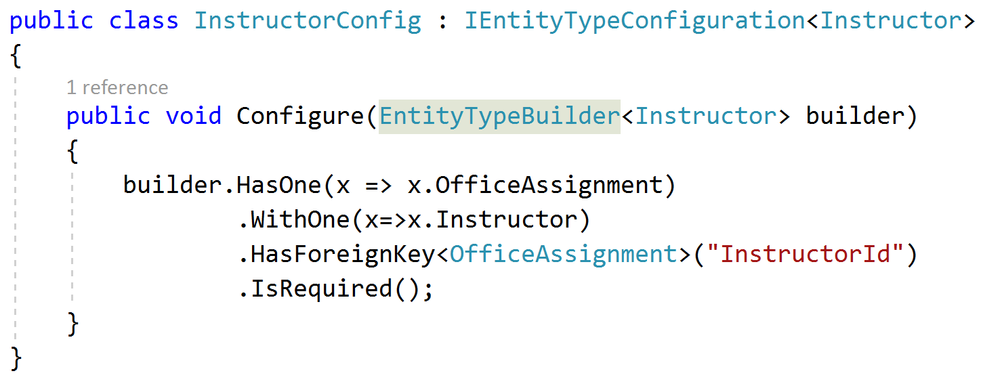 public class InstructorConfig : IEntityTypeConfiguration<Instructor>
{
1 reference
public void Configure(EntityTypeBuilder<Instructor> builder)
{
builder.HasOne(x => x.OfficeAssignment)
.WithOne(x=>x.Instructor)
.HasForeignKey<OfficeAssignment>("InstructorId")
.IsRequired();
}
}